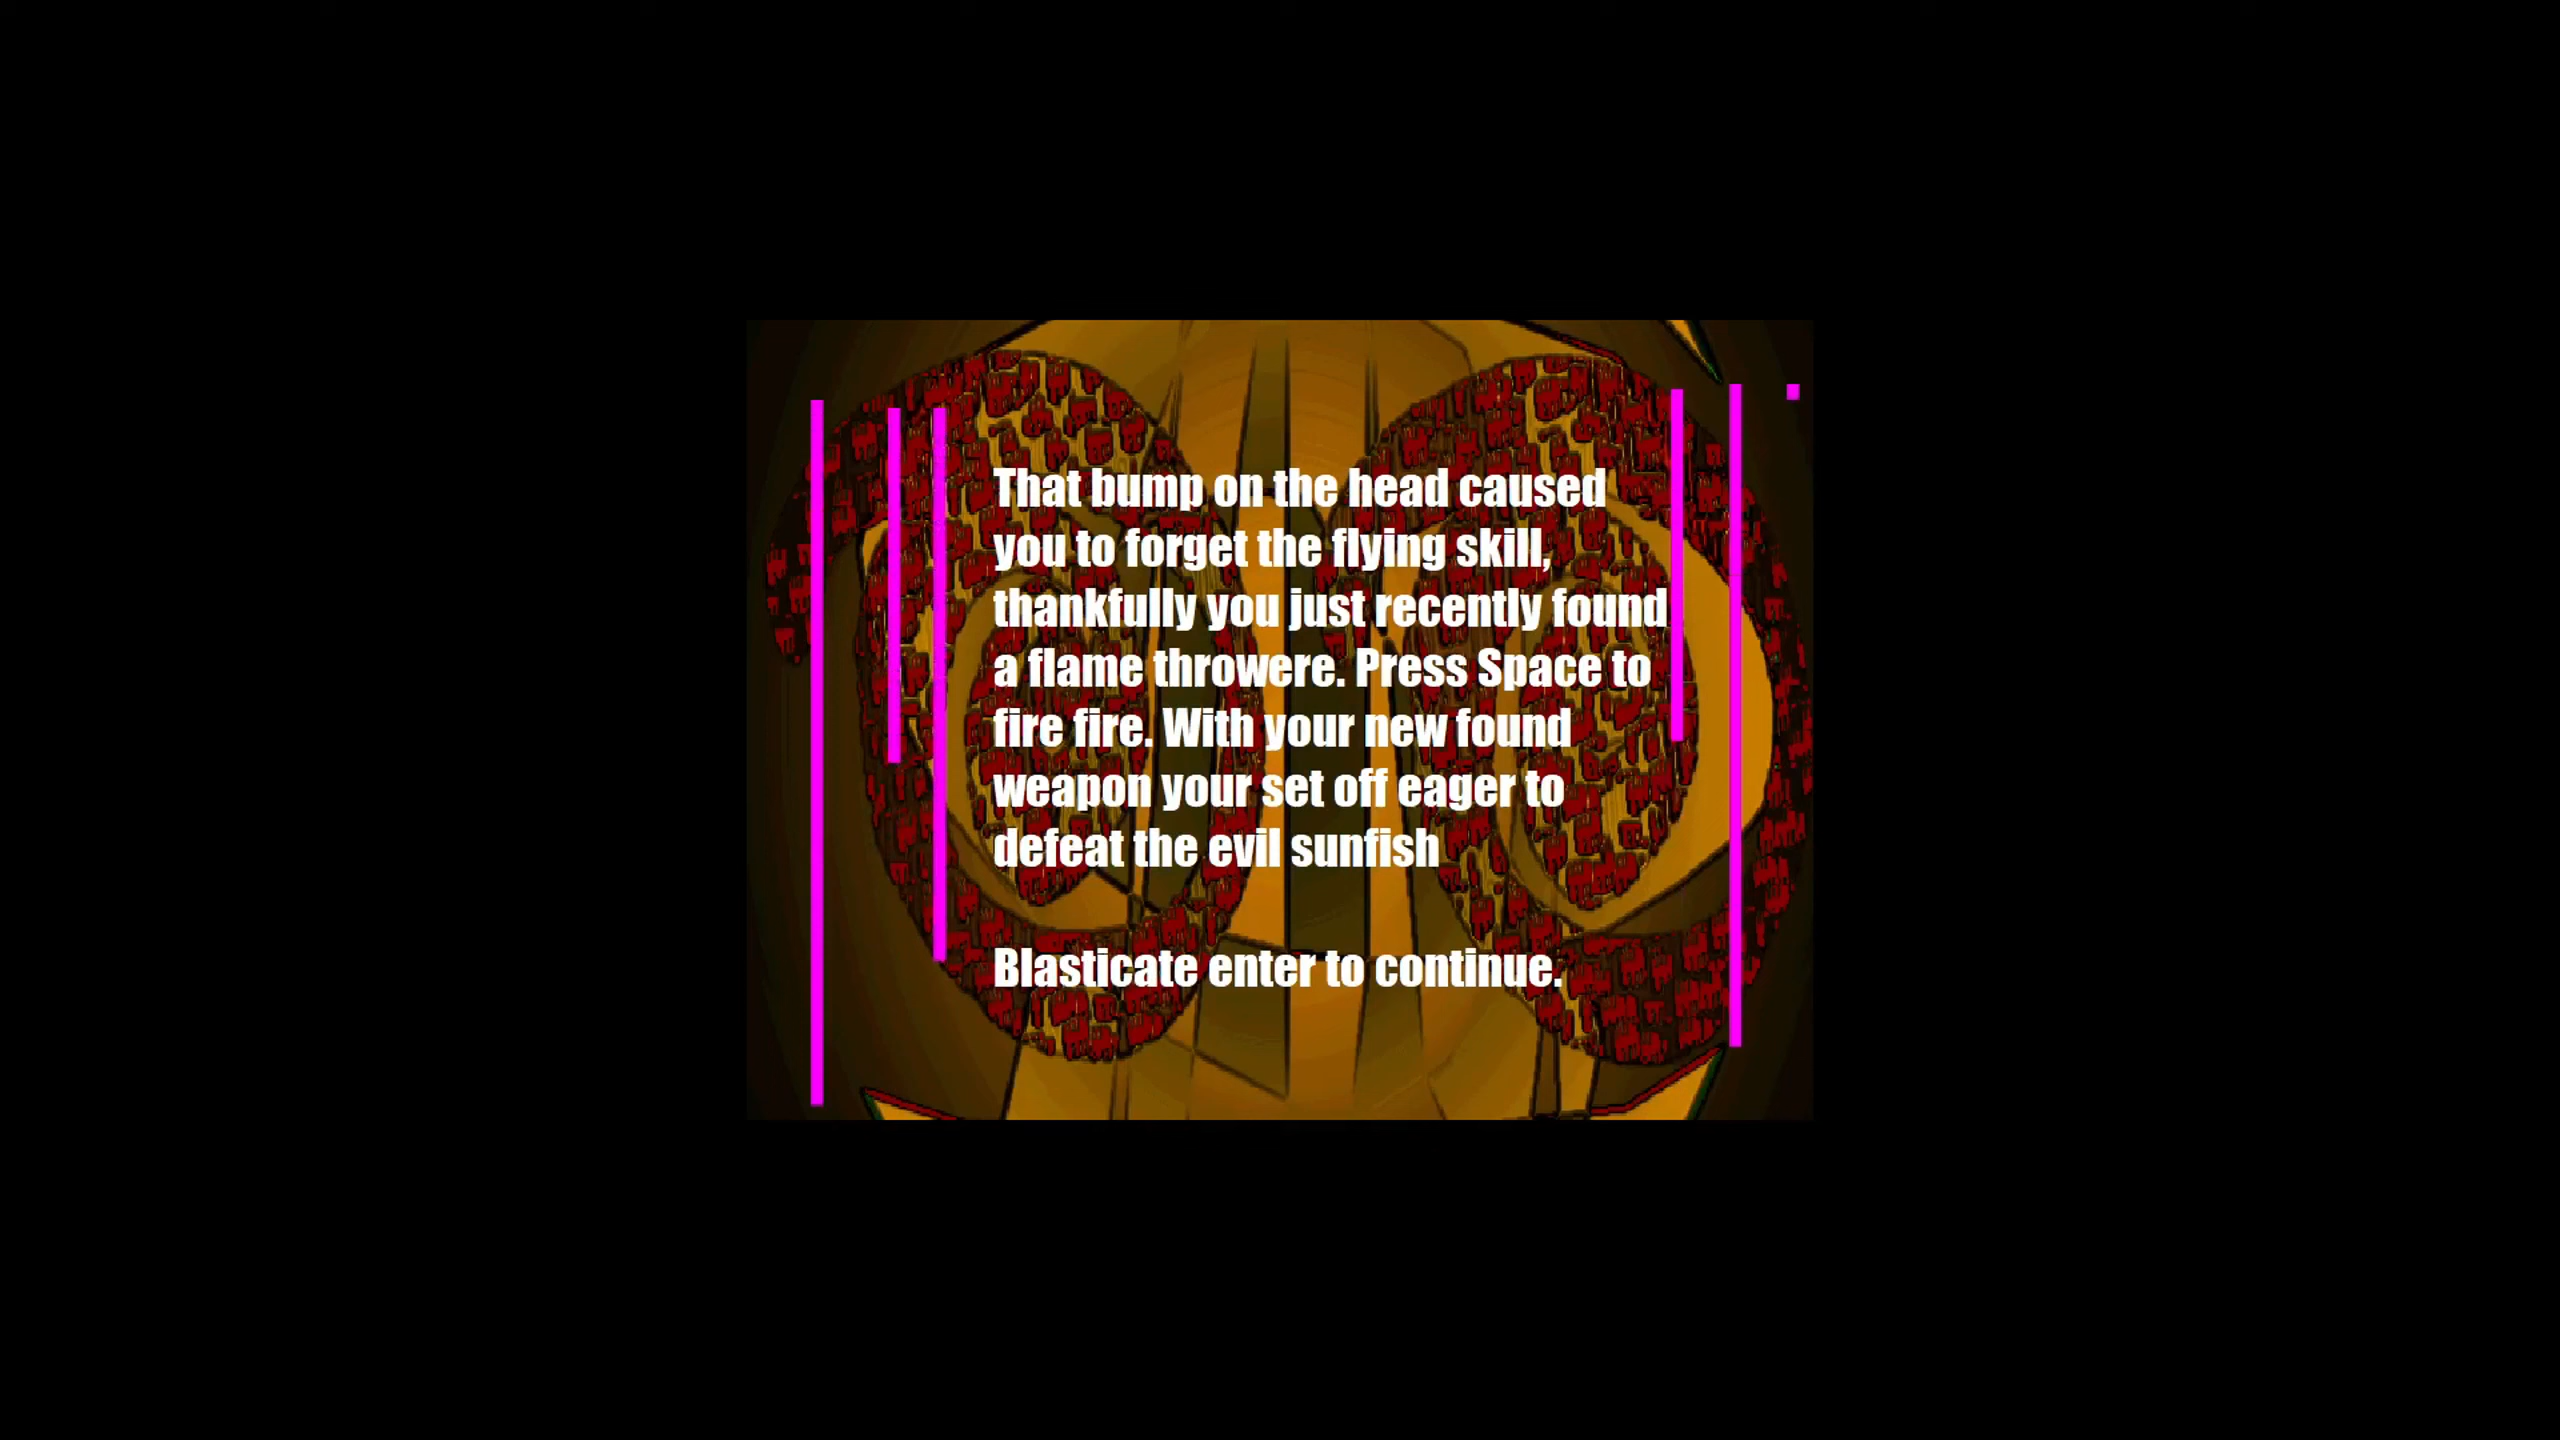 That bump on the head caused
you to forget the flying skill,
thankfully you just recently found
a flame throwere. Press Space to
fire fire. With your new found
weapon your set off eager to
defeat the evil sunfish
Blasticate enter to continue.